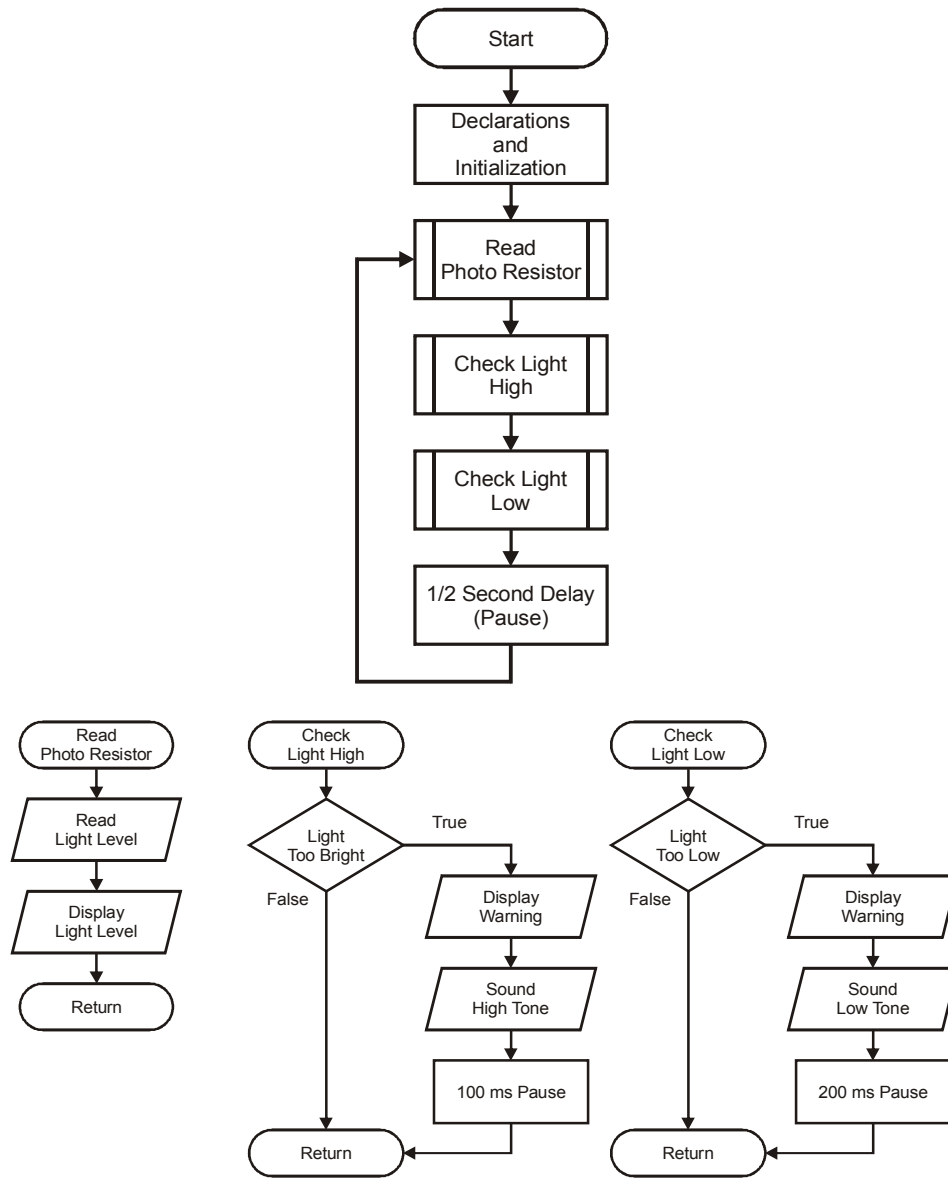 Start
Declarations
and
Initialization
Read
Photo Resistor
Check Light
High
Check Light
Low
1/2 Second Delay
(Pause)
Read
Photo Resistor
Read
Light Level
Display
Light Level
Return
Check
Light High
Light
Too Bright
True
False
Display
Warning
Sound
High Tone
100 ms Pause
Return
Check
Light Low
Light
Too Low
True
False
Display
Warning
Sound
Low Tone
200 ms Pause
Return